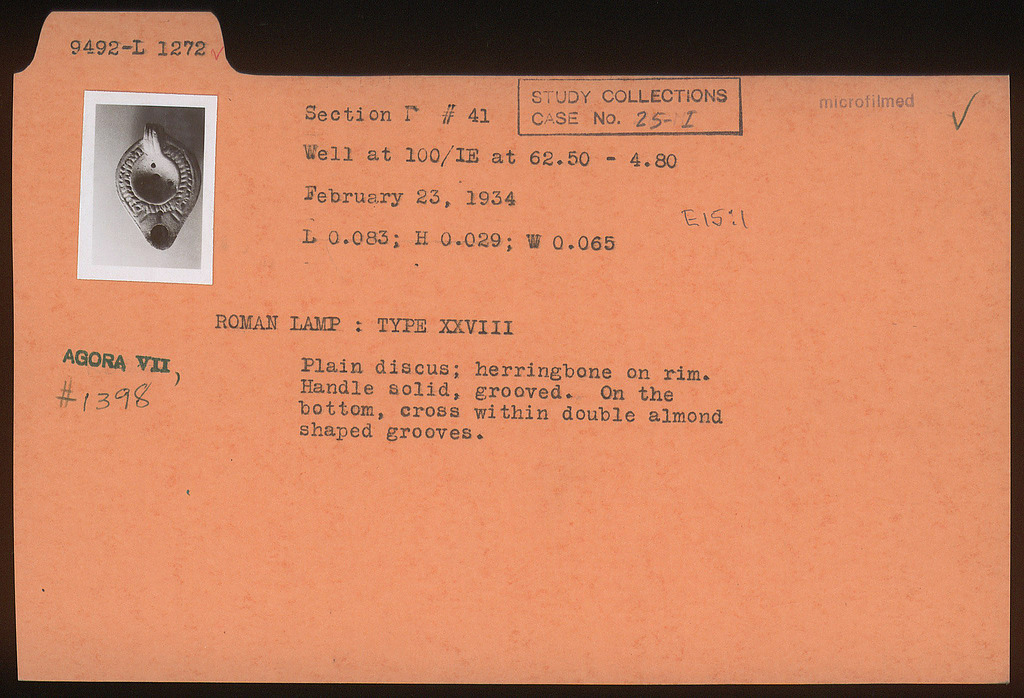 9492-L 1272 ✓
Section Γ # 41
STUDY COLLECTIONS
CASE No. 25-I
microfilmed ✓
Well at 100/ΙΕ at 62.50 - 4.80
February 23, 1934
E15:1
L 0.083; H 0.029; W 0.065
ROMAN LAMP : TYPE XXVIII
AGORA VII,
#1398
Plain discus; herringbone on rim.
Handle solid, grooved. On the
bottom, cross within double almond
shaped grooves.